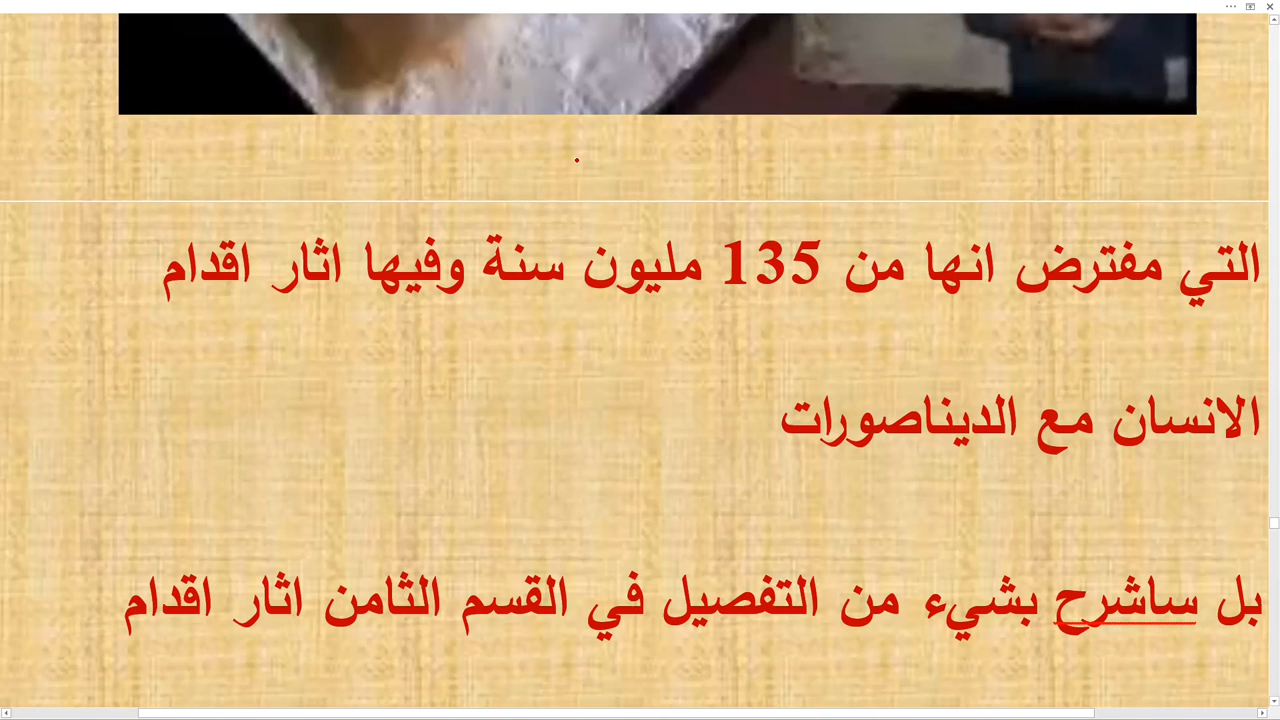 التي مفترض انها من 135 مليون سنة وفيها اثار اقدام
الانسان مع الديناصورات
بل ساشرح بشيء من التفصيل في القسم الثامن اثار اقدام